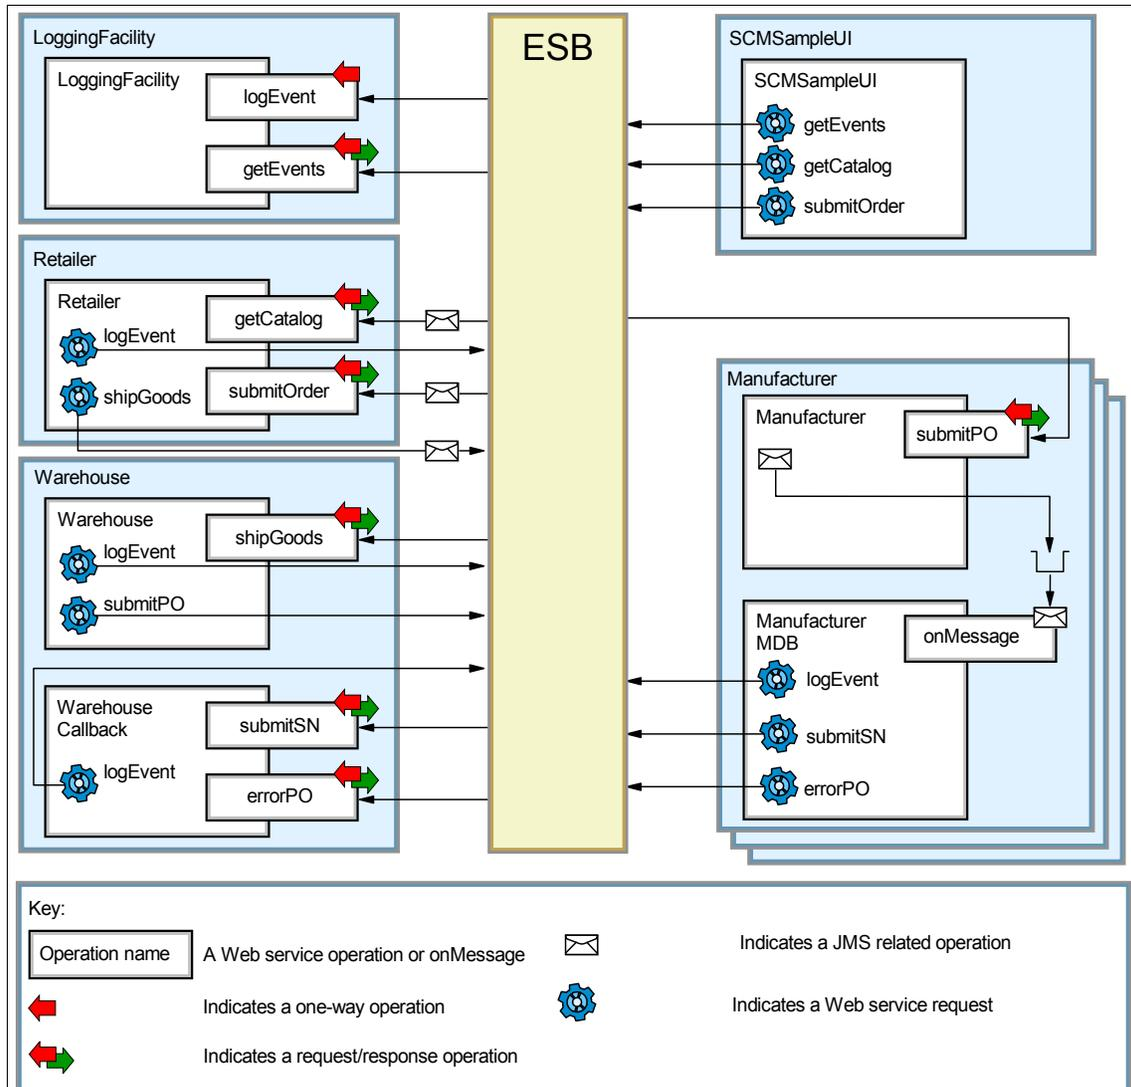 LoggingFacility
LoggingFacility
logEvent
getEvents
ESB
SCMSampleUI
SCMSampleUI
getEvents
getCatalog
submitOrder
Retailer
Retailer
logEvent
shipGoods
getCatalog
submitOrder
Manufacturer
Manufacturer
submitPO
Warehouse
Warehouse
logEvent
submitPO
shipGoods
Manufacturer
MDB
onMessage
logEvent
submitSN
errorPO
Warehouse
Callback
logEvent
submitSN
errorPO
Key:
Operation name
A Web service operation or onMessage
Indicates a JMS related operation
Indicates a one-way operation
Indicates a Web service request
Indicates a request/response operation